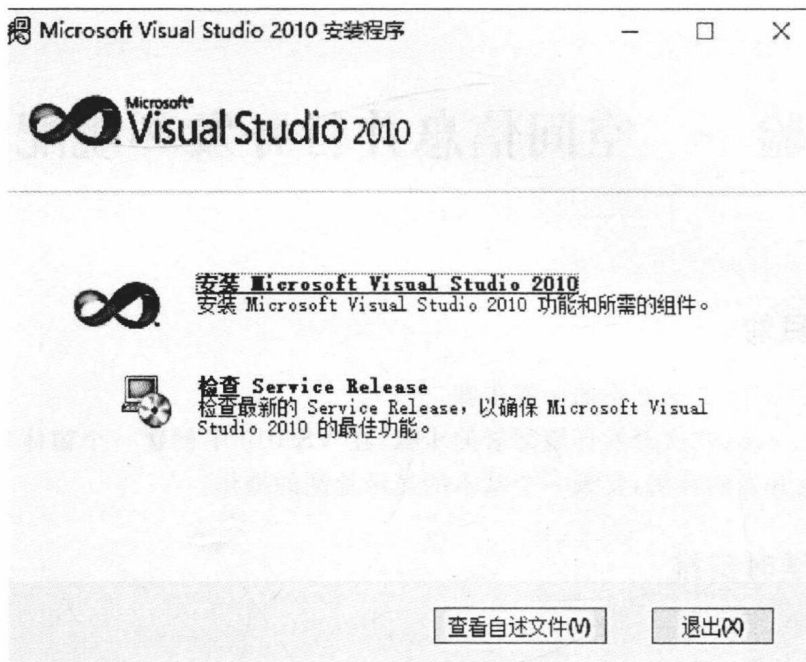 Microsoft Visual Studio 2010 安装程序
Microsoft®
Visual Studio 2010
安装 Microsoft Visual Studio 2010
安装 Microsoft Visual Studio 2010 功能和所需的组件。
检查 Service Release
检查最新的 Service Release，以确保 Microsoft Visual
Studio 2010 的最佳功能。
查看自述文件(V)
退出(X)